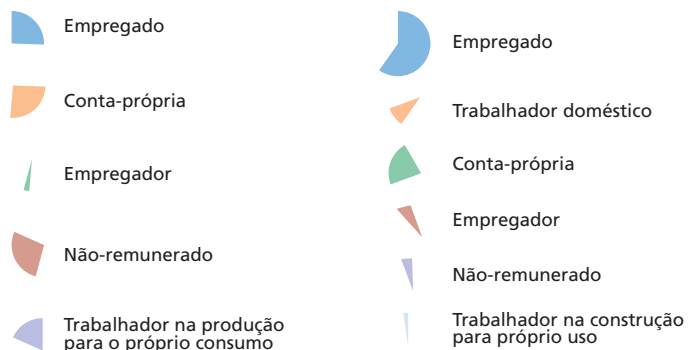 Empregado
Conta-própria
Empregador
Não-remunerado
Trabalhador na produção
para o próprio consumo
Empregado
Trabalhador doméstico
Conta-própria
Empregador
Não-remunerado
Trabalhador na construção
para próprio uso